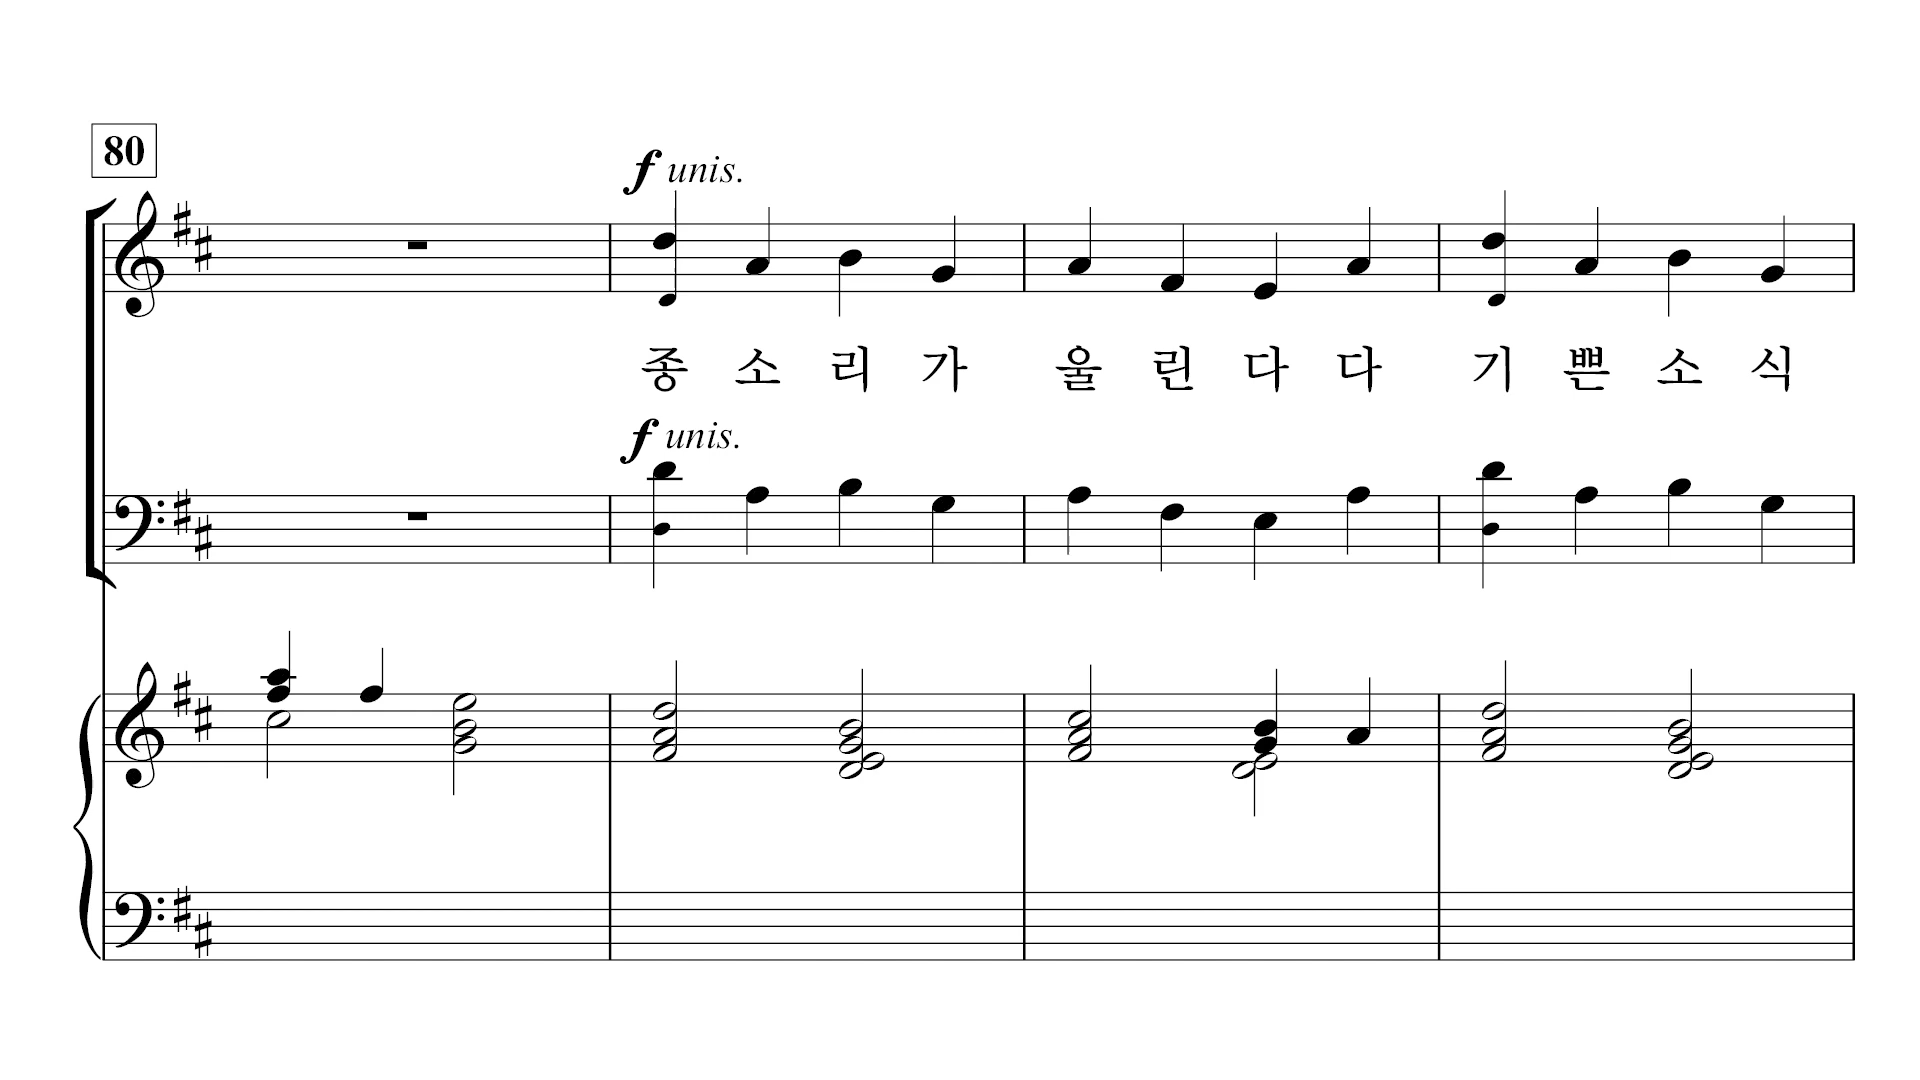 80
f unis.
종 소 리 가 울 린 다 다 기 쁜 소 식
f unis.